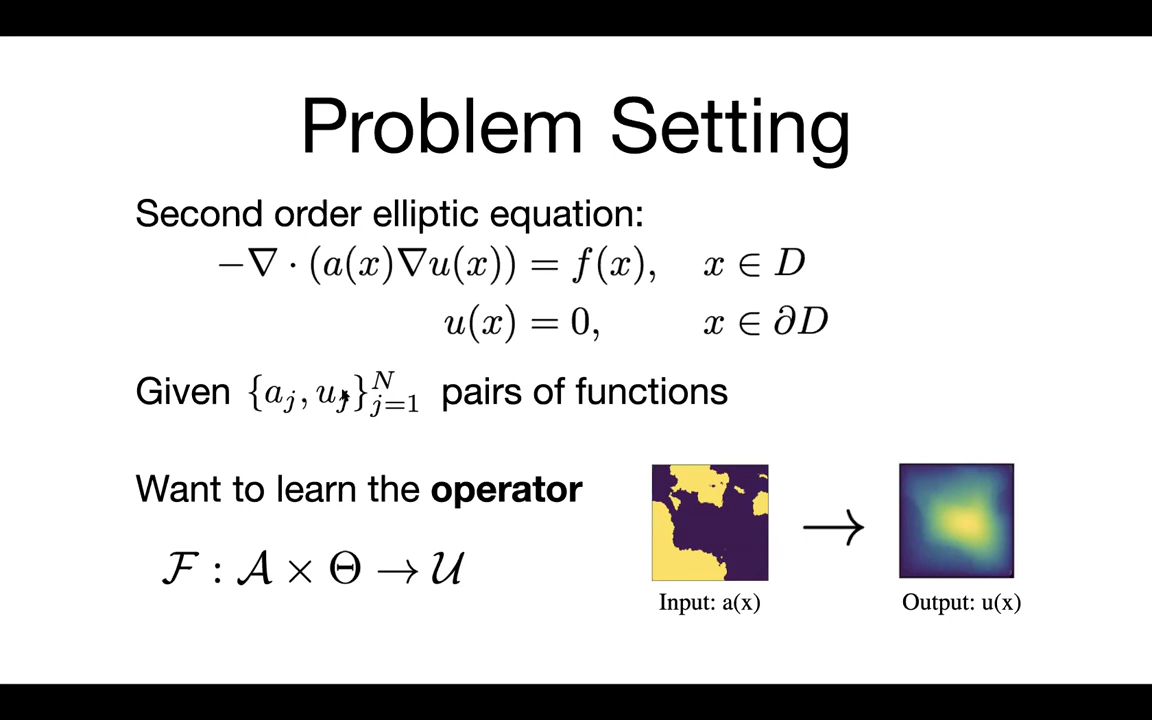 Problem Setting
Second order elliptic equation:
−∇ · (a(x)∇u(x)) = f(x), x ∈ D
u(x) = 0, x ∈ ∂D
Given {a_j, u_j}_{j=1}^N pairs of functions
Want to learn the operator
ℱ : 𝒜 × Θ → 𝒰
→
Input: a(x)
Output: u(x)